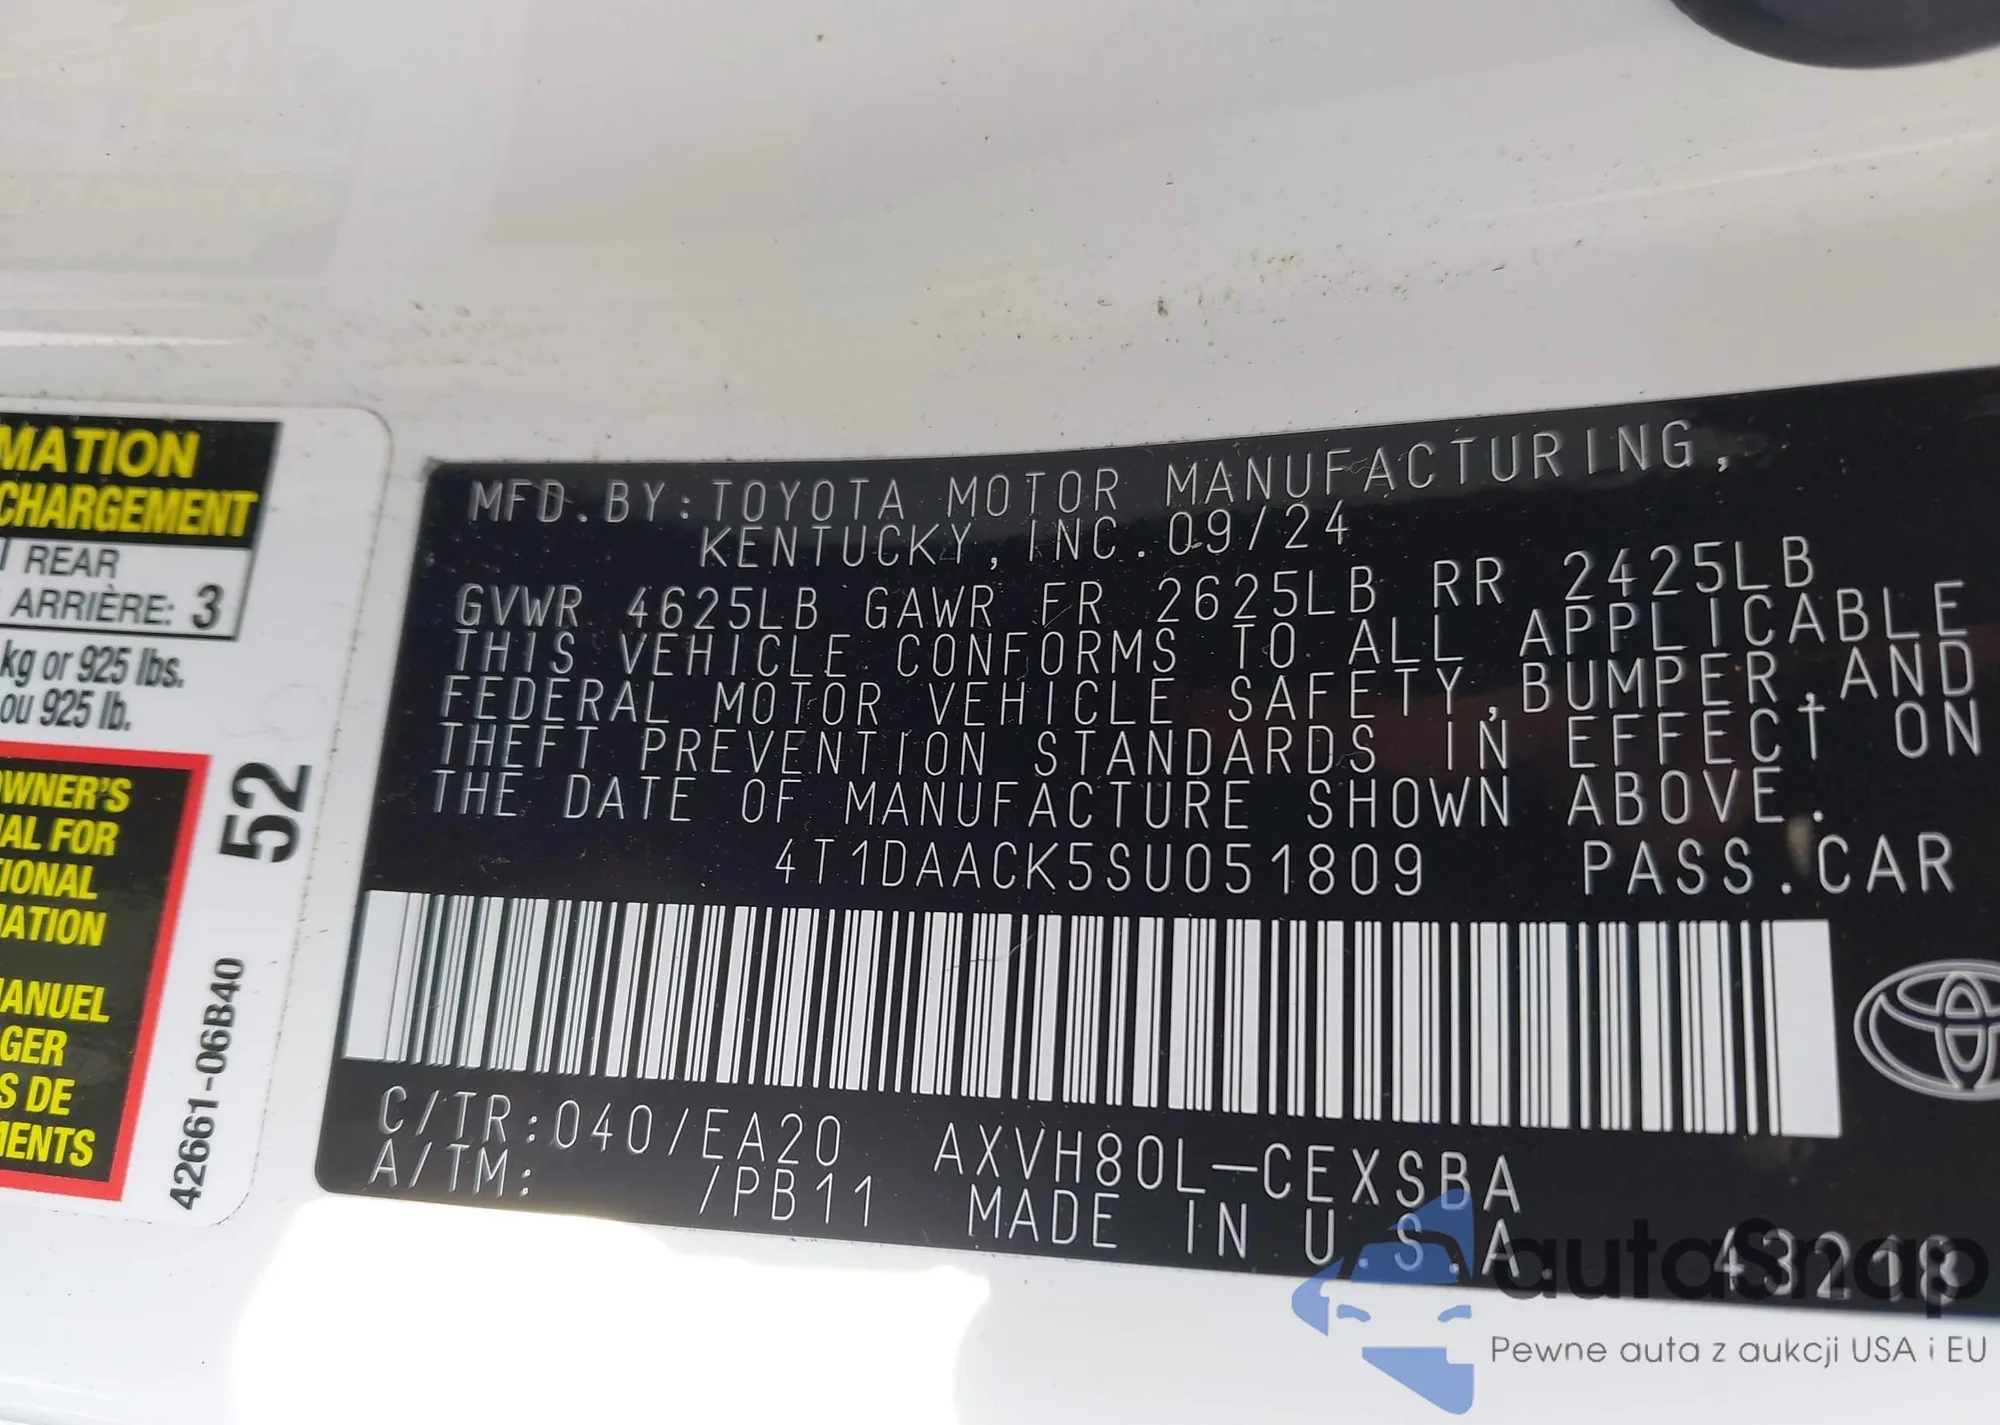 MATION
CHARGEMENT
REAR
ARRIÈRE: 3
kg or 925 lbs.
ou 925 lb.
OWNER'S
AL FOR
TIONAL
MATION
MANUEL
GER
S DE
MENTS
52
42661-06B40
MFD.BY:TOYOTA MOTOR MANUFACTURING,
KENTUCKY,INC.09/24
GVWR 4625LB GAWR FR 2625LB RR 2425LB
THIS VEHICLE CONFORMS TO ALL APPLICABLE
FEDERAL MOTOR VEHICLE SAFETY,BUMPER,AND
THEFT PREVENTION STANDARDS IN EFFECT ON
THE DATE OF MANUFACTURE SHOWN ABOVE.
4T1DAACK5SU051809 PASS.CAR
C/TR:040/EA20 AXVH80L-CEXSBA
A/TM: /PB11 MADE IN U.S.A. 43218
autoSnap
Pewne auta z aukcji USA i EU